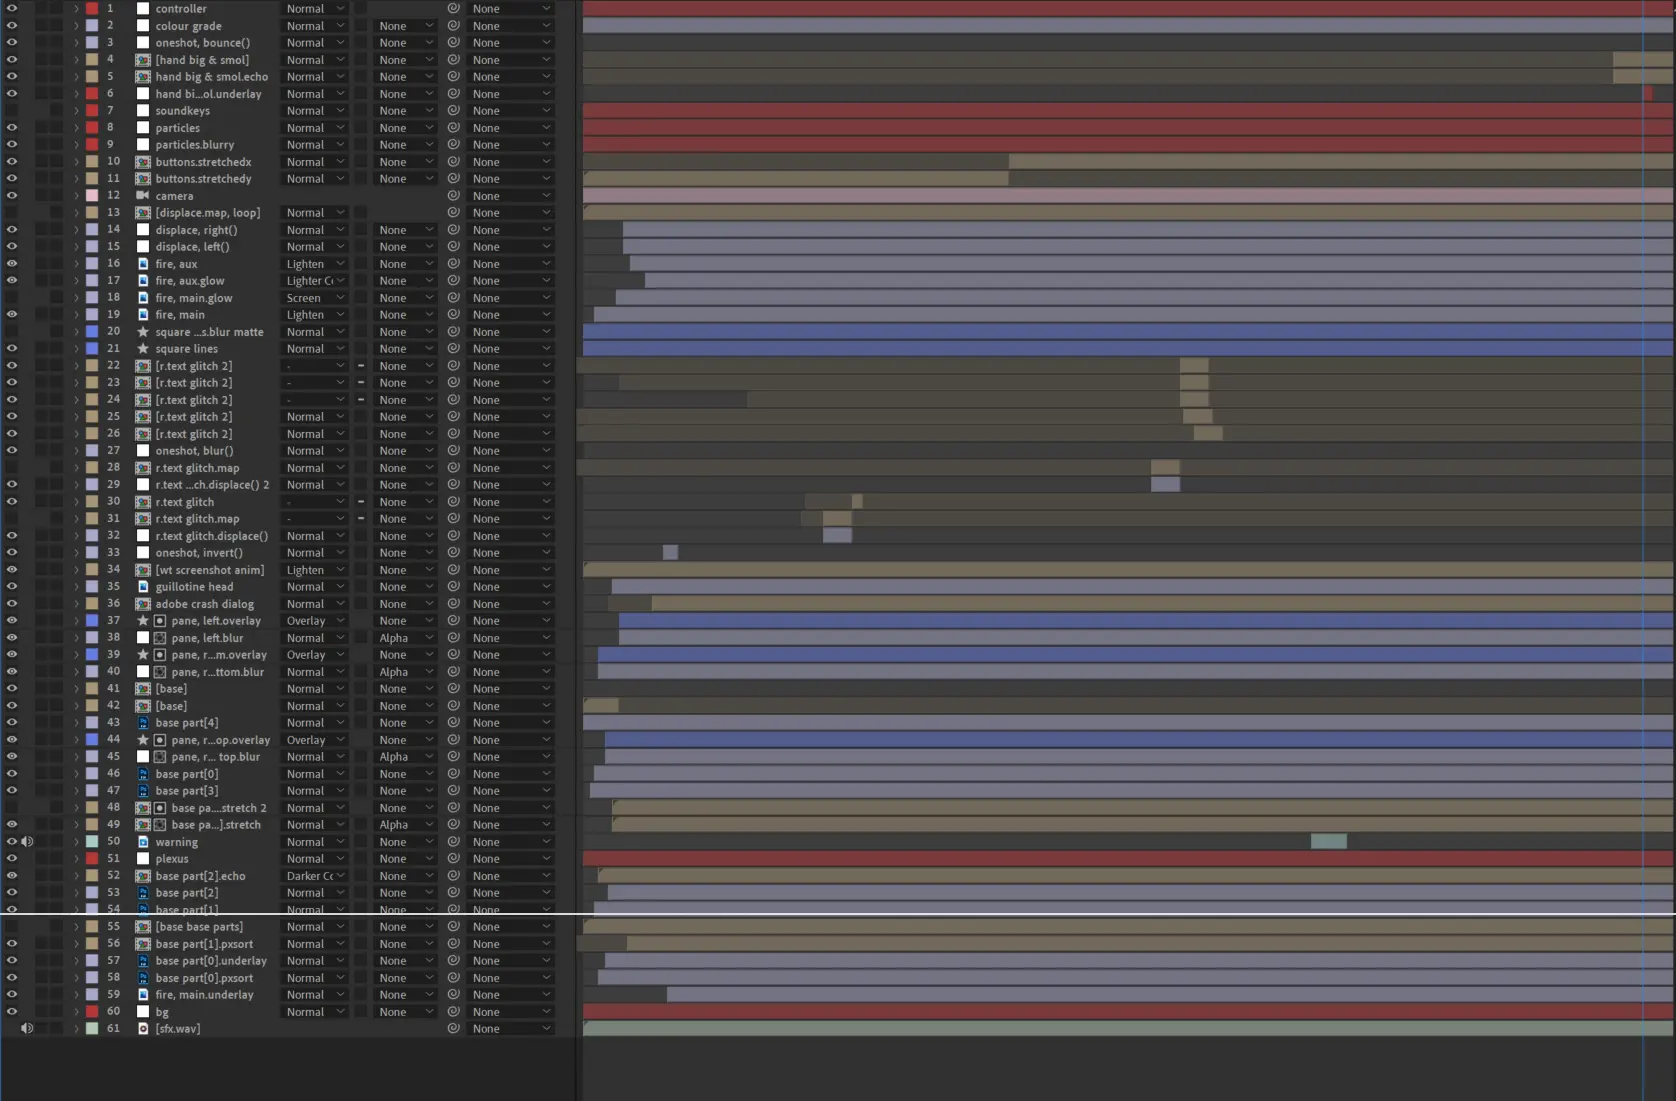 1 controller Normal None
2 colour grade Normal None None
3 oneshot, bounce() Normal None None
4 [hand big & smol] Normal None None
5 hand big & smol.echo Normal None None
6 hand bi...ol.underlay Normal None None
7 soundkeys Normal None None
8 particles Normal None None
9 particles.blurry Normal None None
10 buttons.stretchedx Normal None None
11 buttons.stretchedy Normal None None
12 camera None
13 [displace.map, loop] Normal None
14 displace, right() Normal None None
15 displace, left() Normal None None
16 fire, aux Lighten None None
17 fire, aux.glow Lighter Co None None
18 fire, main.glow Screen None None
19 fire, main Lighten None None
20 square ...s.blur matte Normal None None
21 square lines Normal None None
22 [r.text glitch 2] - None None
23 [r.text glitch 2] - None None
24 [r.text glitch 2] - None None
25 [r.text glitch 2] Normal None None
26 [r.text glitch 2] Normal None None
27 oneshot, blur() Normal None None
28 r.text glitch.map Normal None None
29 r.text ...ch.displace() 2 Normal None None
30 r.text glitch - None None
31 r.text glitch.map - None None
32 r.text glitch.displace() Normal None None
33 oneshot, invert() Normal None None
34 [wt screenshot anim] Lighten None None
35 guillotine head Normal None None
36 adobe crash dialog Normal None None
37 pane, left.overlay Overlay None None
38 pane, left.blur Normal Alpha None
39 pane, r...m.overlay Overlay None None
40 pane, r...ttom.blur Normal Alpha None
41 [base] Normal None None
42 [base] Normal None None
43 base part[4] Normal None None
44 pane, r...op.overlay Overlay None None
45 pane, r... top.blur Normal Alpha None
46 base part[0] Normal None None
47 base part[3] Normal None None
48 base pa....stretch 2 Normal None None
49 base pa...].stretch Normal Alpha None
50 warning Normal None None
51 plexus Normal None None
52 base part[2].echo Darker Co None None
53 base part[2] Normal None None
54 base part[1] Normal None None
55 [base base parts] Normal None None
56 base part[1].pxsort Normal None None
57 base part[0].underlay Normal None None
58 base part[0].pxsort Normal None None
59 fire, main.underlay Normal None None
60 bg Normal None None
61 [sfx.wav] None